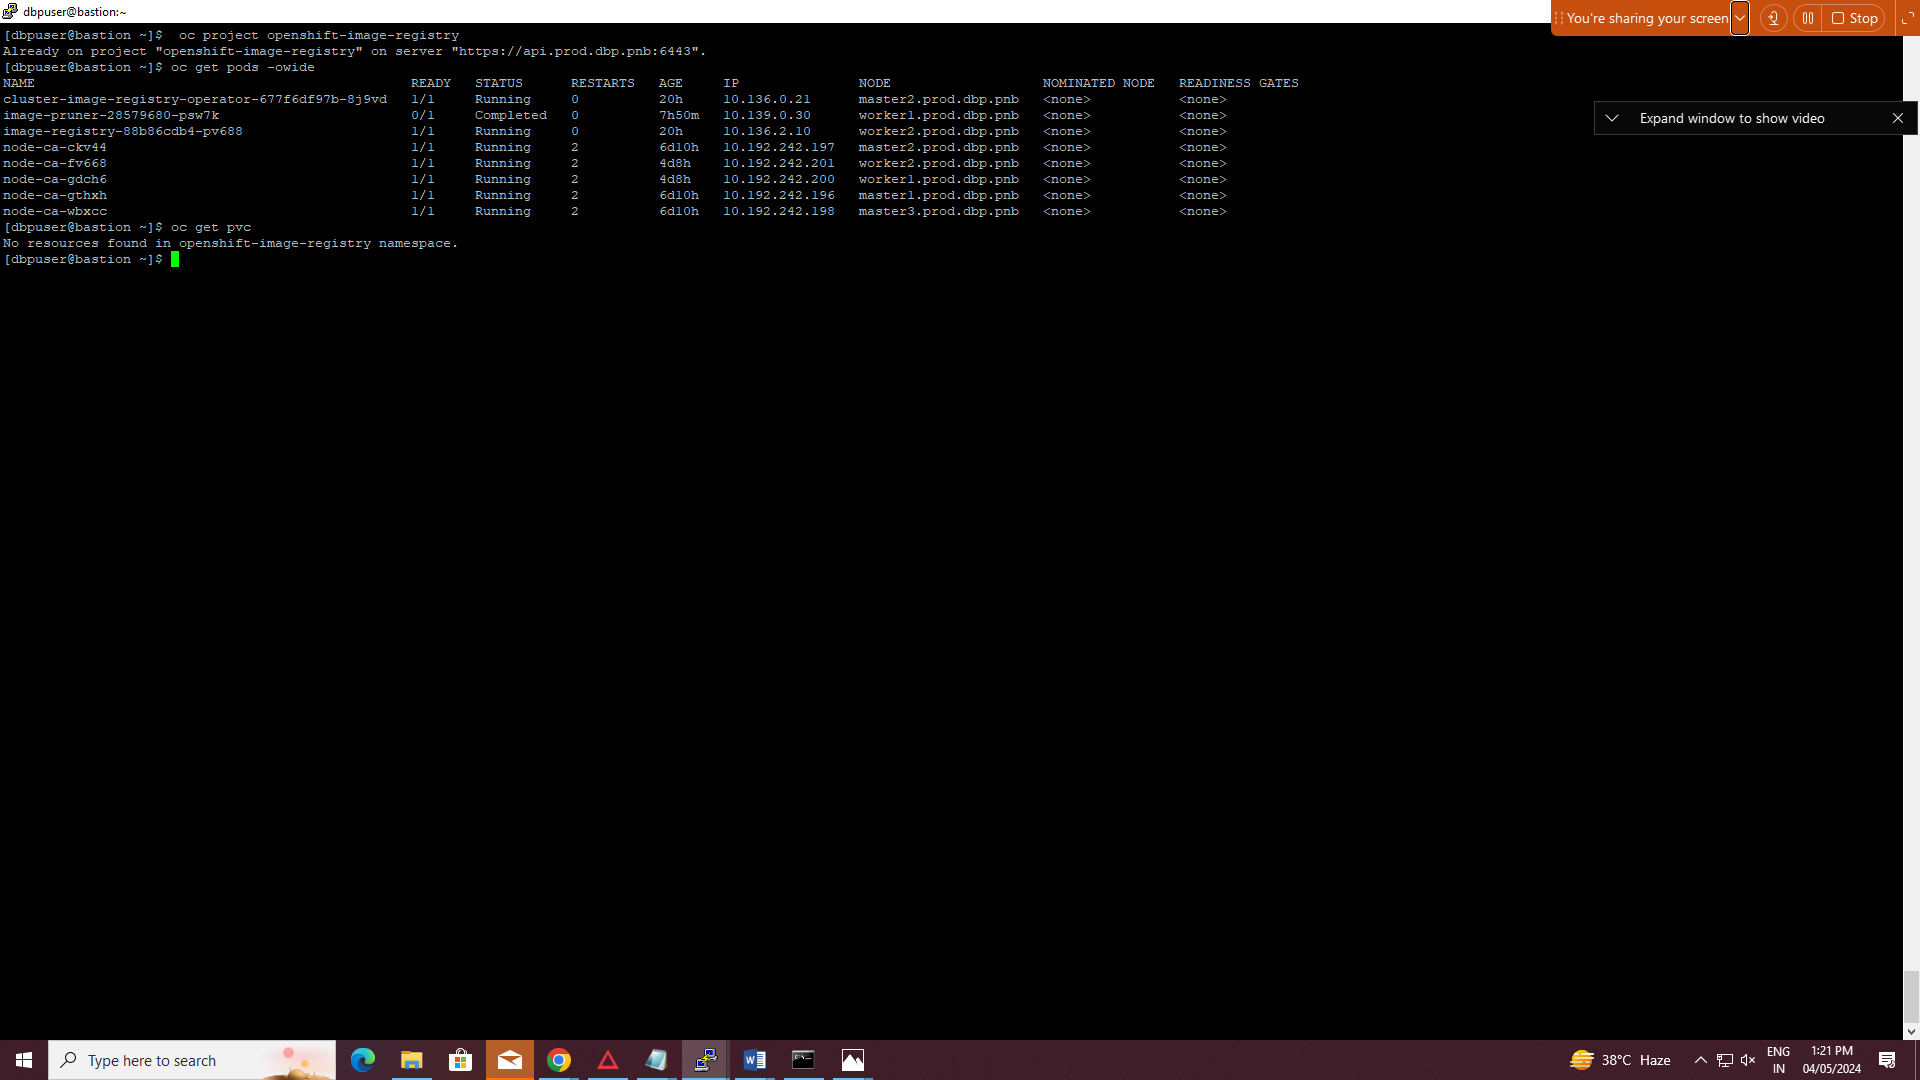 dbpuser@bastion:~
You're sharing your screen
Stop
[dbpuser@bastion ~]$  oc project openshift-image-registry
Already on project "openshift-image-registry" on server "https://api.prod.dbp.pnb:6443".
[dbpuser@bastion ~]$ oc get pods -owide
NAME READY STATUS RESTARTS AGE IP NODE NOMINATED NODE READINESS GATES
cluster-image-registry-operator-677f6df97b-8j9vd 1/1 Running 0 20h 10.136.0.21 master2.prod.dbp.pnb <none> <none>
image-pruner-28579680-psw7k 0/1 Completed 0 7h50m 10.139.0.30 worker1.prod.dbp.pnb <none> <none>
image-registry-88b86cdb4-pv688 1/1 Running 0 20h 10.136.2.10 worker2.prod.dbp.pnb <none> <none>
node-ca-ckv44 1/1 Running 2 6d10h 10.192.242.197 master2.prod.dbp.pnb <none> <none>
node-ca-fv668 1/1 Running 2 4d8h 10.192.242.201 worker2.prod.dbp.pnb <none> <none>
node-ca-gdch6 1/1 Running 2 4d8h 10.192.242.200 worker1.prod.dbp.pnb <none> <none>
node-ca-gthxh 1/1 Running 2 6d10h 10.192.242.196 master1.prod.dbp.pnb <none> <none>
node-ca-wbxcc 1/1 Running 2 6d10h 10.192.242.198 master3.prod.dbp.pnb <none> <none>
[dbpuser@bastion ~]$ oc get pvc
No resources found in openshift-image-registry namespace.
[dbpuser@bastion ~]$
Expand window to show video
Type here to search
38°C Haze
ENG
IN
1:21 PM
04/05/2024